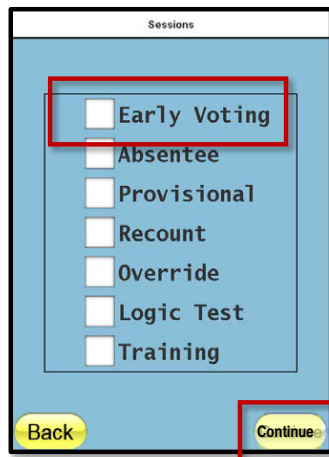 Sessions
Early Voting
Absentee
Provisional
Recount
Override
Logic Test
Training
Back
Continue